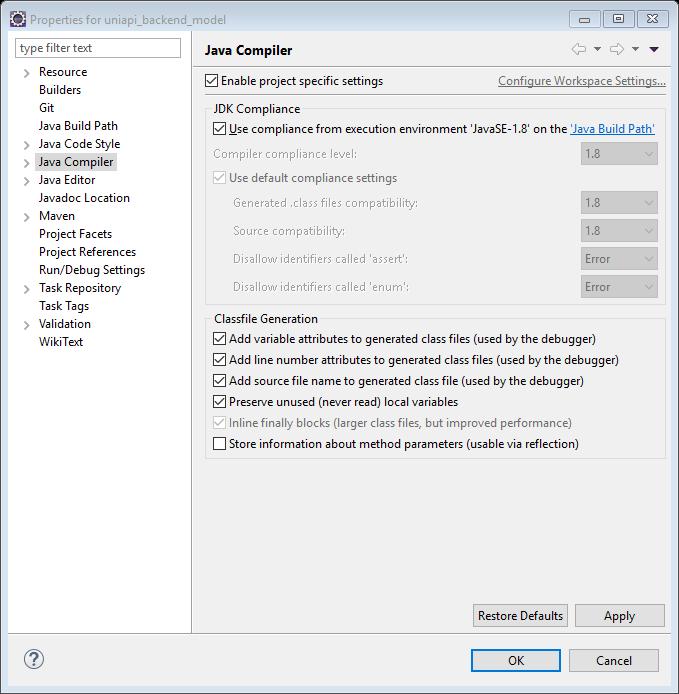 Properties for uniapi_backend_model
type filter text
Resource
Builders
Git
Java Build Path
Java Code Style
Java Compiler
Java Editor
Javadoc Location
Maven
Project Facets
Project References
Run/Debug Settings
Task Repository
Task Tags
Validation
WikiText
Java Compiler
Enable project specific settings
Configure Workspace Settings...
JDK Compliance
Use compliance from execution environment 'JavaSE-1.8' on the 'Java Build Path'
Compiler compliance level: 1.8
Use default compliance settings
Generated .class files compatibility: 1.8
Source compatibility: 1.8
Disallow identifiers called 'assert': Error
Disallow identifiers called 'enum': Error
Classfile Generation
Add variable attributes to generated class files (used by the debugger)
Add line number attributes to generated class files (used by the debugger)
Add source file name to generated class file (used by the debugger)
Preserve unused (never read) local variables
Inline finally blocks (larger class files, but improved performance)
Store information about method parameters (usable via reflection)
Restore Defaults Apply
? OK Cancel